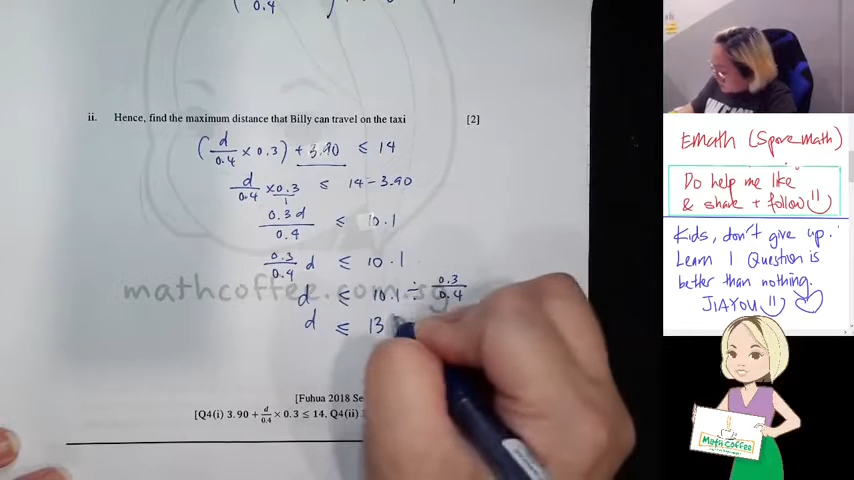 0.4
ii. Hence, find the maximum distance that Billy can travel on the taxi [2]
(d/0.4 × 0.3) + 3.90 ≤ 14
d/0.4 × 0.3/1 ≤ 14 - 3.90
0.3d/0.4 ≤ 10.1
0.3/0.4 d ≤ 10.1
d ≤ 10.1 ÷ 0.3/0.4
d ≤ 13
mathcoffee.com.sg
[Fuhua 2018 Se
[Q4(i) 3.90 + d/0.4 × 0.3 ≤ 14, Q4(ii)
Emath (Spore math)
Do help me like
& share + follow
Kids, don't give up.
Learn 1 Question is
better than nothing.
JIAYOU
Math Coffee